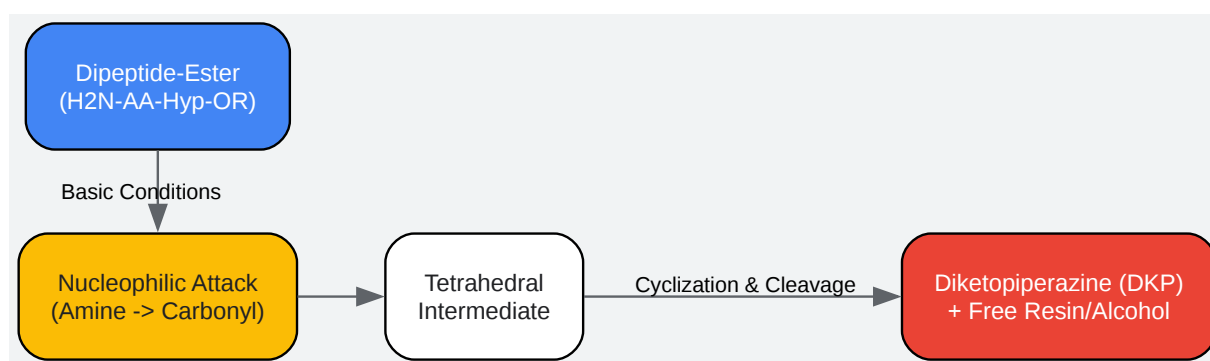 Dipeptide-Ester
(H2N-AA-Hyp-OR)
Basic Conditions
Nucleophilic Attack
(Amine -> Carbonyl)
Tetrahedral
Intermediate
Cyclization & Cleavage
Diketopiperazine (DKP)
+ Free Resin/Alcohol